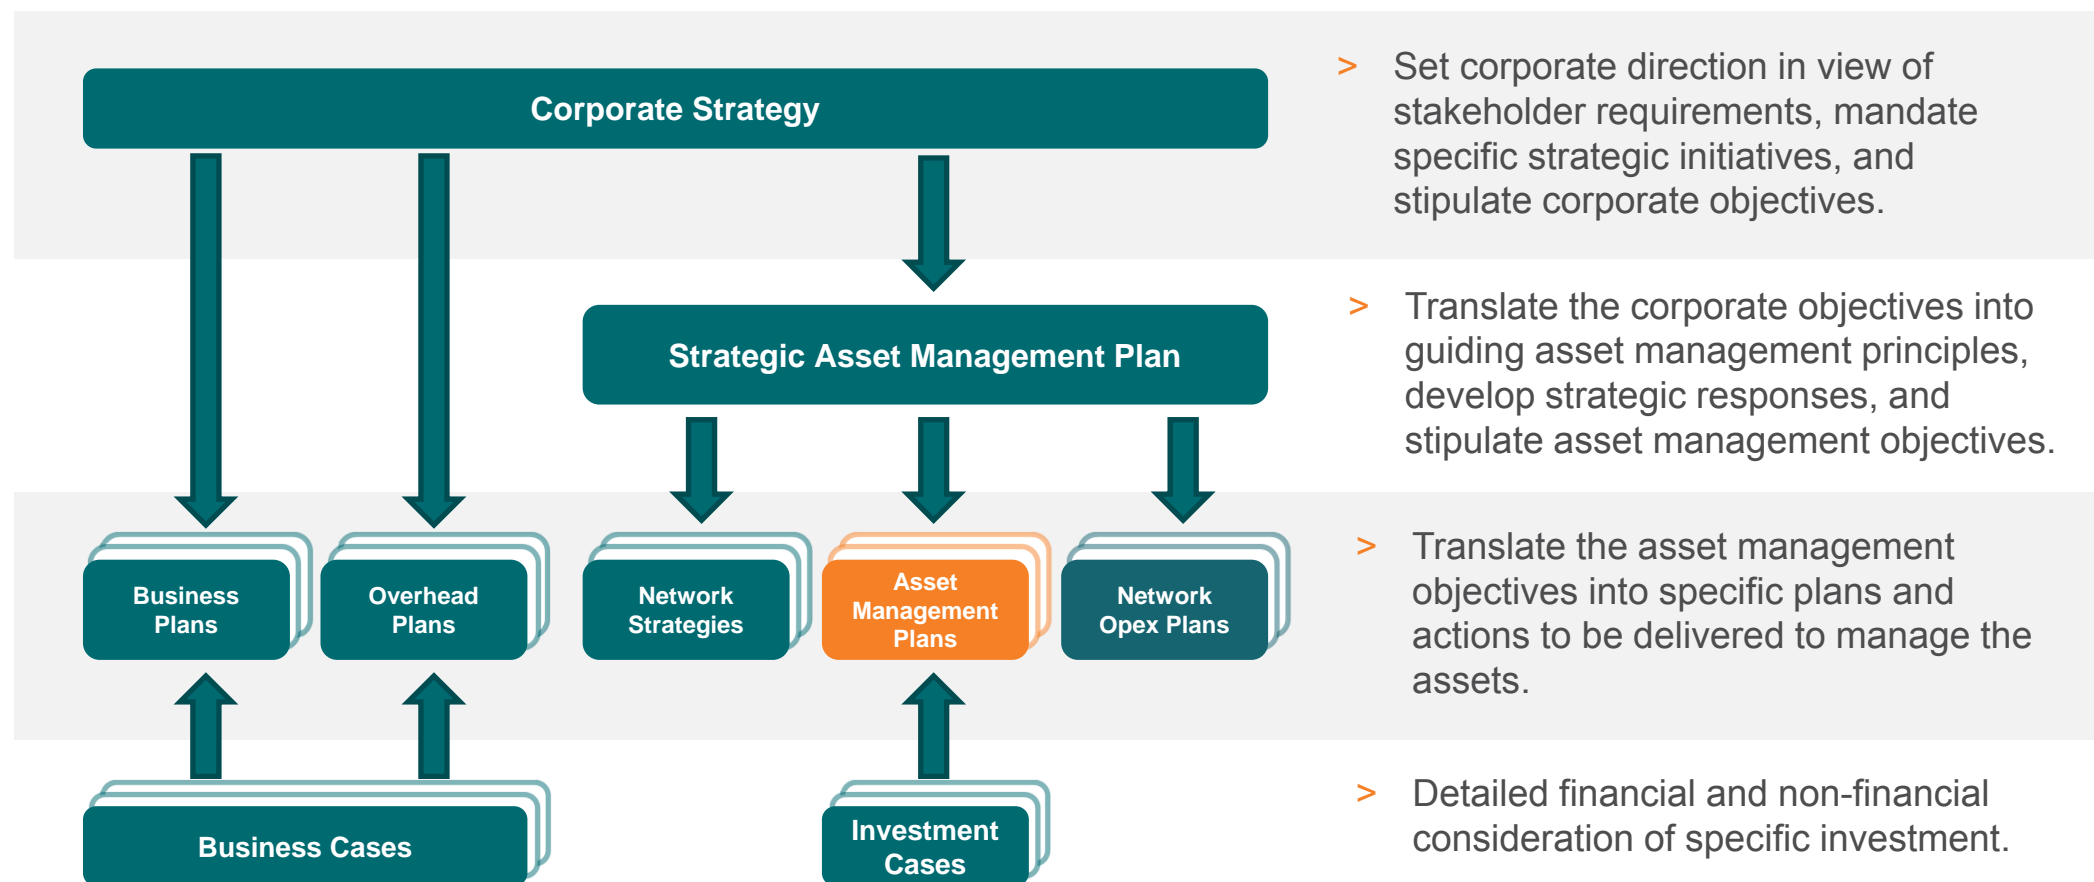 Corporate Strategy
> Set corporate direction in view of
stakeholder requirements, mandate
specific strategic initiatives, and
stipulate corporate objectives.
Strategic Asset Management Plan
> Translate the corporate objectives into
guiding asset management principles,
develop strategic responses, and
stipulate asset management objectives.
Business
Plans
Overhead
Plans
Network
Strategies
Asset
Management
Plans
Network
Opex Plans
> Translate the asset management
objectives into specific plans and
actions to be delivered to manage the
assets.
Business Cases
Investment
Cases
> Detailed financial and non-financial
consideration of specific investment.